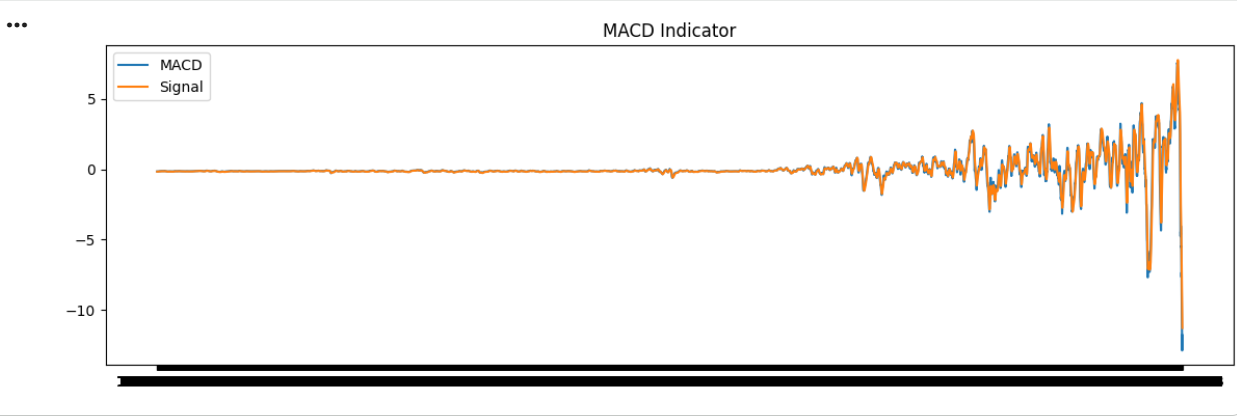 MACD Indicator
MACD
Signal
5
0
−5
−10